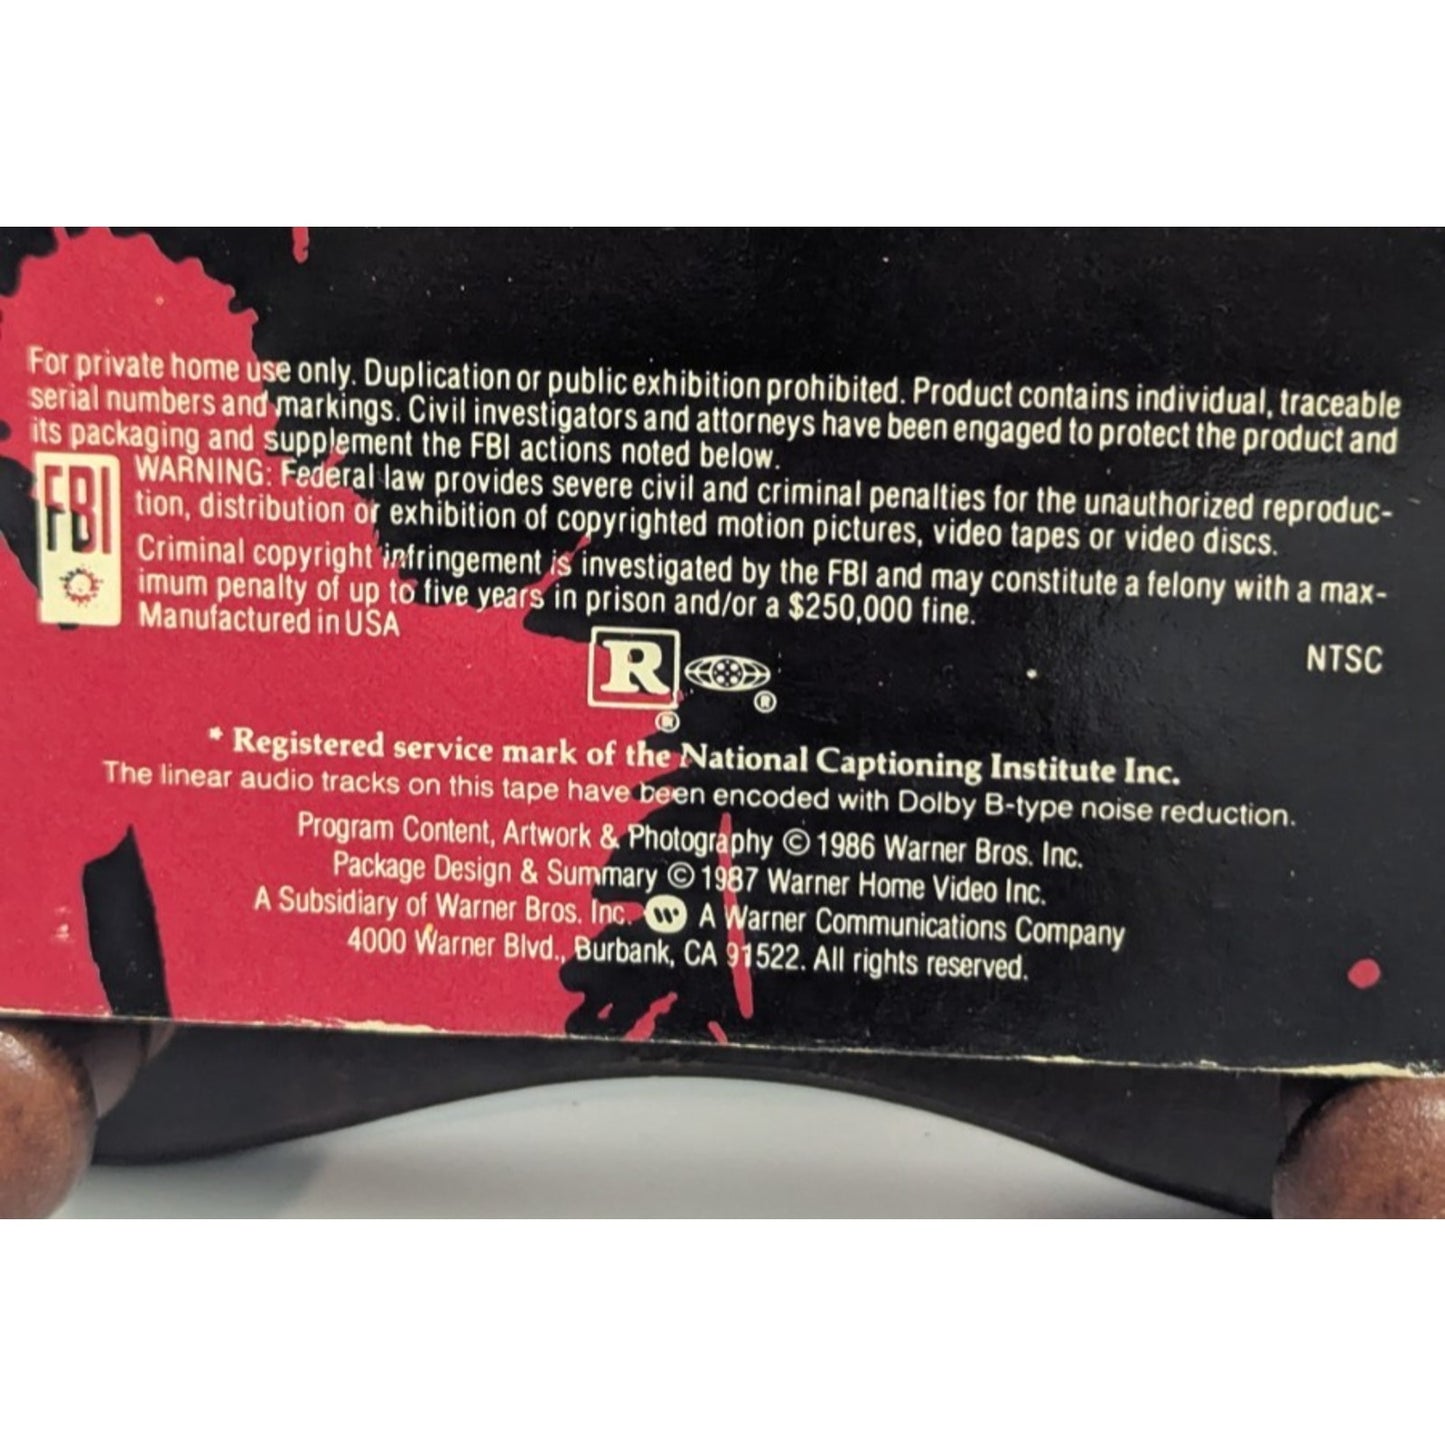 For private home use only. Duplication or public exhibition prohibited. Product contains individual, traceable
serial numbers and markings. Civil investigators and attorneys have been engaged to protect the product and
its packaging and supplement the FBI actions noted below.
FBI
WARNING: Federal law provides severe civil and criminal penalties for the unauthorized reproduc-
tion, distribution or exhibition of copyrighted motion pictures, video tapes or video discs.
Criminal copyright infringement is investigated by the FBI and may constitute a felony with a max-
imum penalty of up to five years in prison and/or a $250,000 fine.
Manufactured in USA
R ® ®
NTSC
* Registered service mark of the National Captioning Institute Inc.
The linear audio tracks on this tape have been encoded with Dolby B-type noise reduction.
Program Content, Artwork & Photography © 1986 Warner Bros. Inc.
Package Design & Summary © 1987 Warner Home Video Inc.
A Subsidiary of Warner Bros. Inc. W A Warner Communications Company
4000 Warner Blvd., Burbank, CA 91522. All rights reserved.